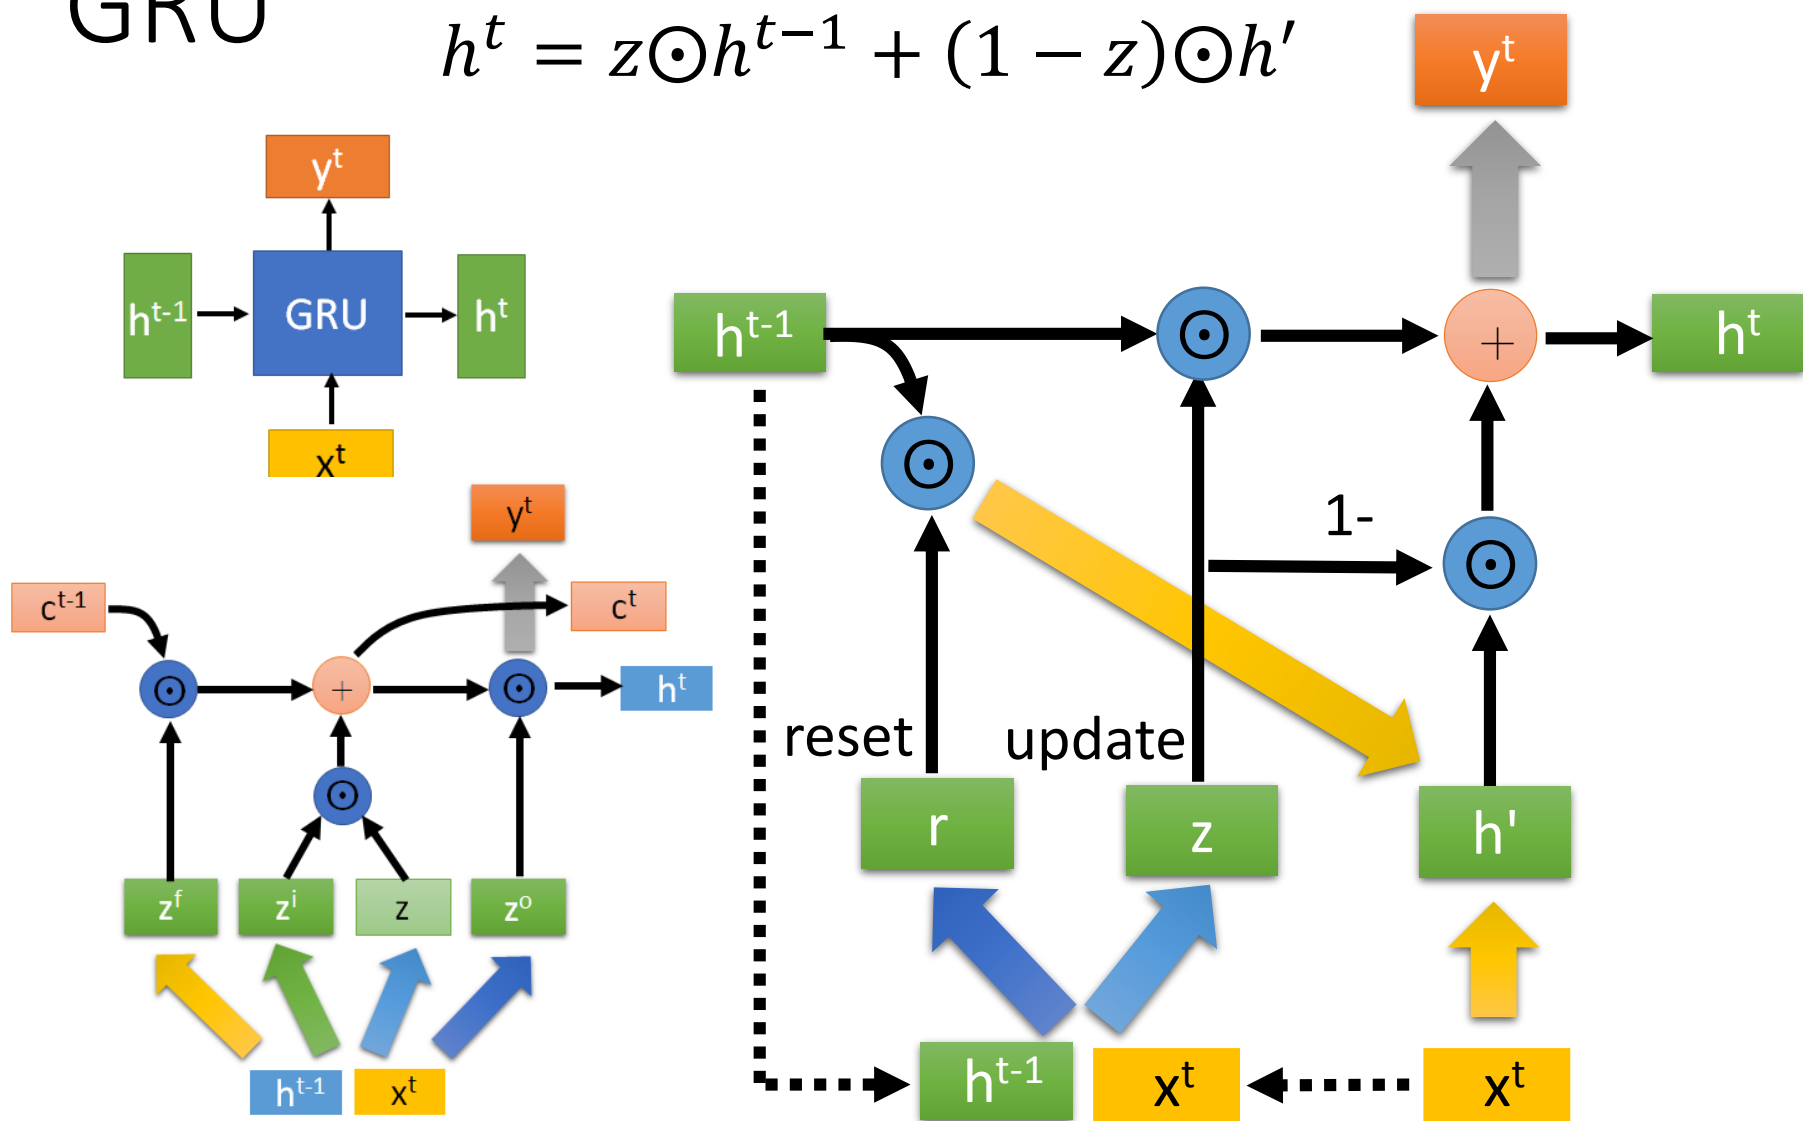 GRU
h^t = z⊙h^{t−1} + (1 − z)⊙h′
y^t
h^{t-1}
GRU
h^t
x^t
y^t
c^{t-1}
c^t
h^t
z^f
z^i
z
z^o
h^{t-1}
x^t
y^t
h^{t-1}
⊙
+
h^t
⊙
1-
⊙
reset
update
r
z
h'
h^{t-1}
x^t
x^t